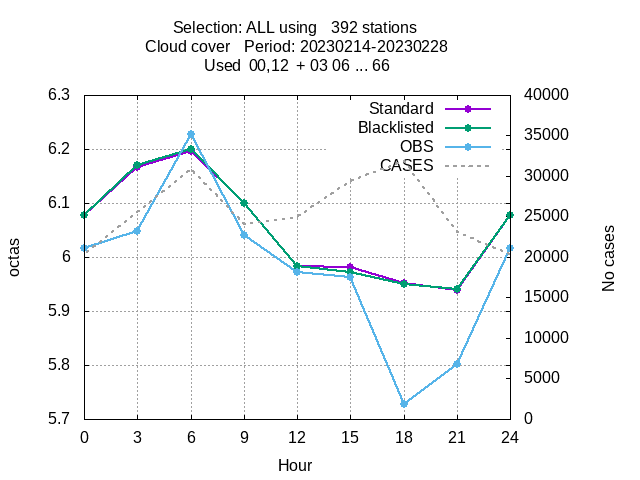 Selection: ALL using   392 stations
Cloud cover   Period: 20230214-20230228
Used  00,12  + 03 06 ... 66
6.3
6.2
6.1
6
5.9
5.8
5.7
40000
35000
30000
25000
20000
15000
10000
5000
0
Standard
Blacklisted
OBS
CASES
octas
No cases
0 3 6 9 12 15 18 21 24
Hour